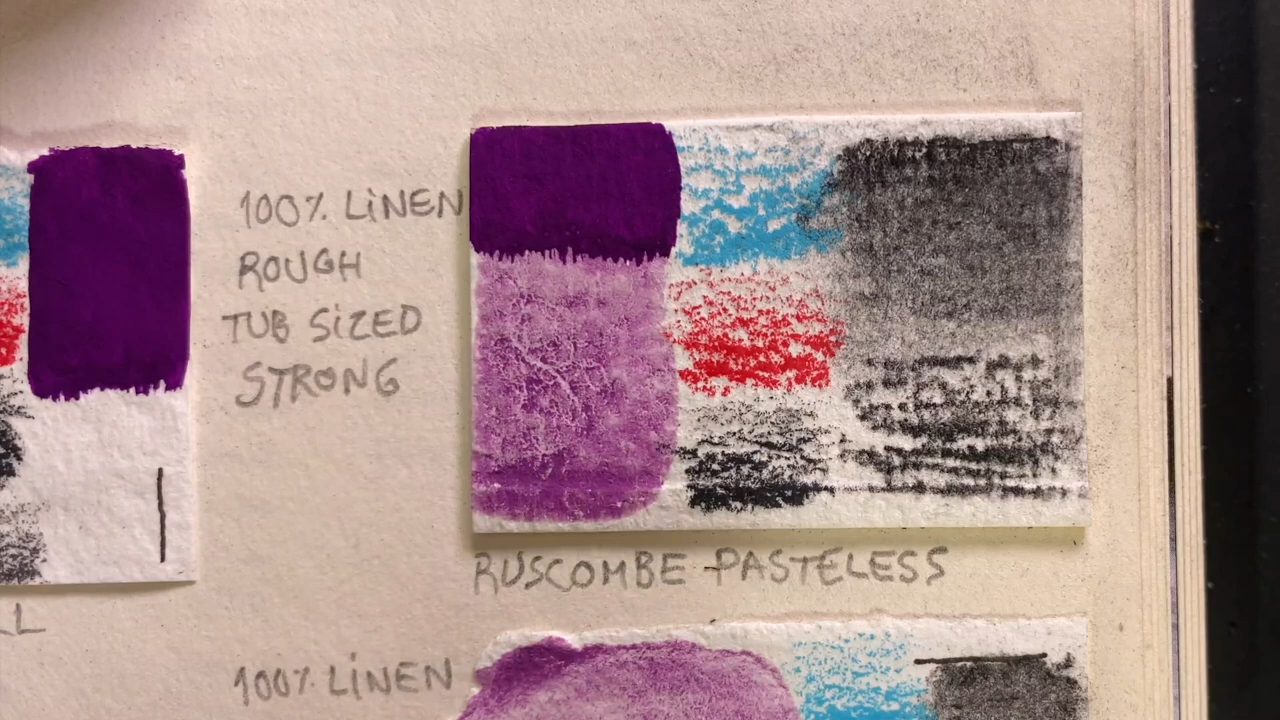 100% LiNEN
ROUGH
TUB SiZED
STRONG
RUSCOMBE PASTELESS
100% LiNEN